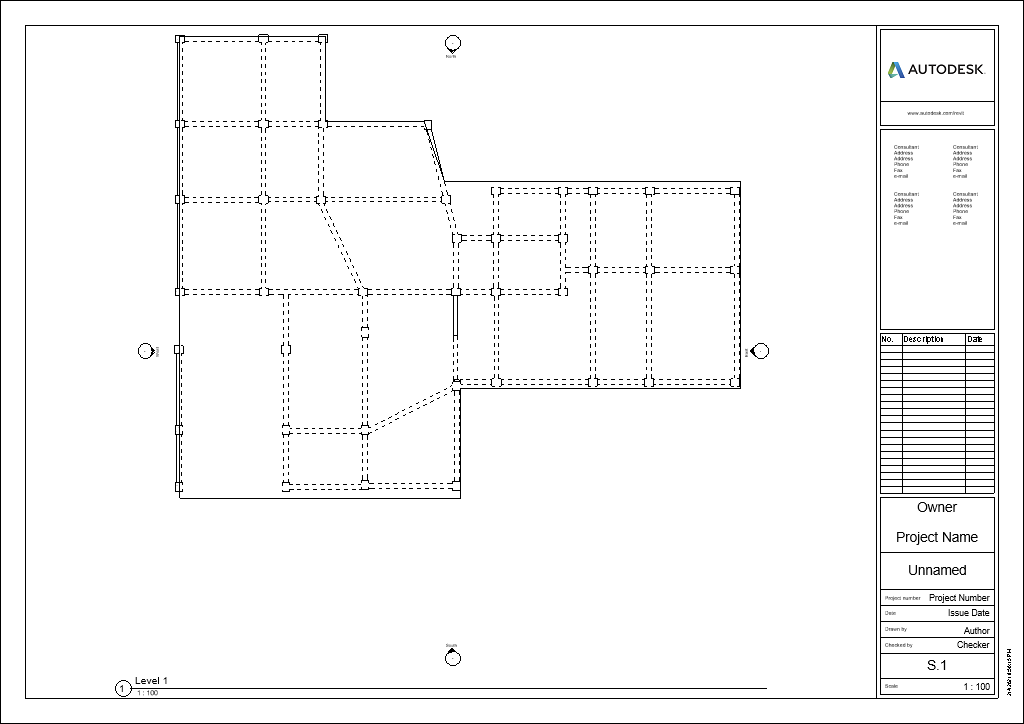 North
AUTODESK.
www.autodesk.com/revit
Consultant
Address
Address
Phone
Fax
e-mail
Consultant
Address
Address
Phone
Fax
e-mail
Consultant
Address
Address
Phone
Fax
e-mail
Consultant
Address
Address
Phone
Fax
e-mail
No. Description Date
East
South
Owner
Project Name
Unnamed
Project number Project Number
Date Issue Date
Drawn by Author
Checked by Checker
S.1
Scale 1 : 100
1 Level 1
1 : 100